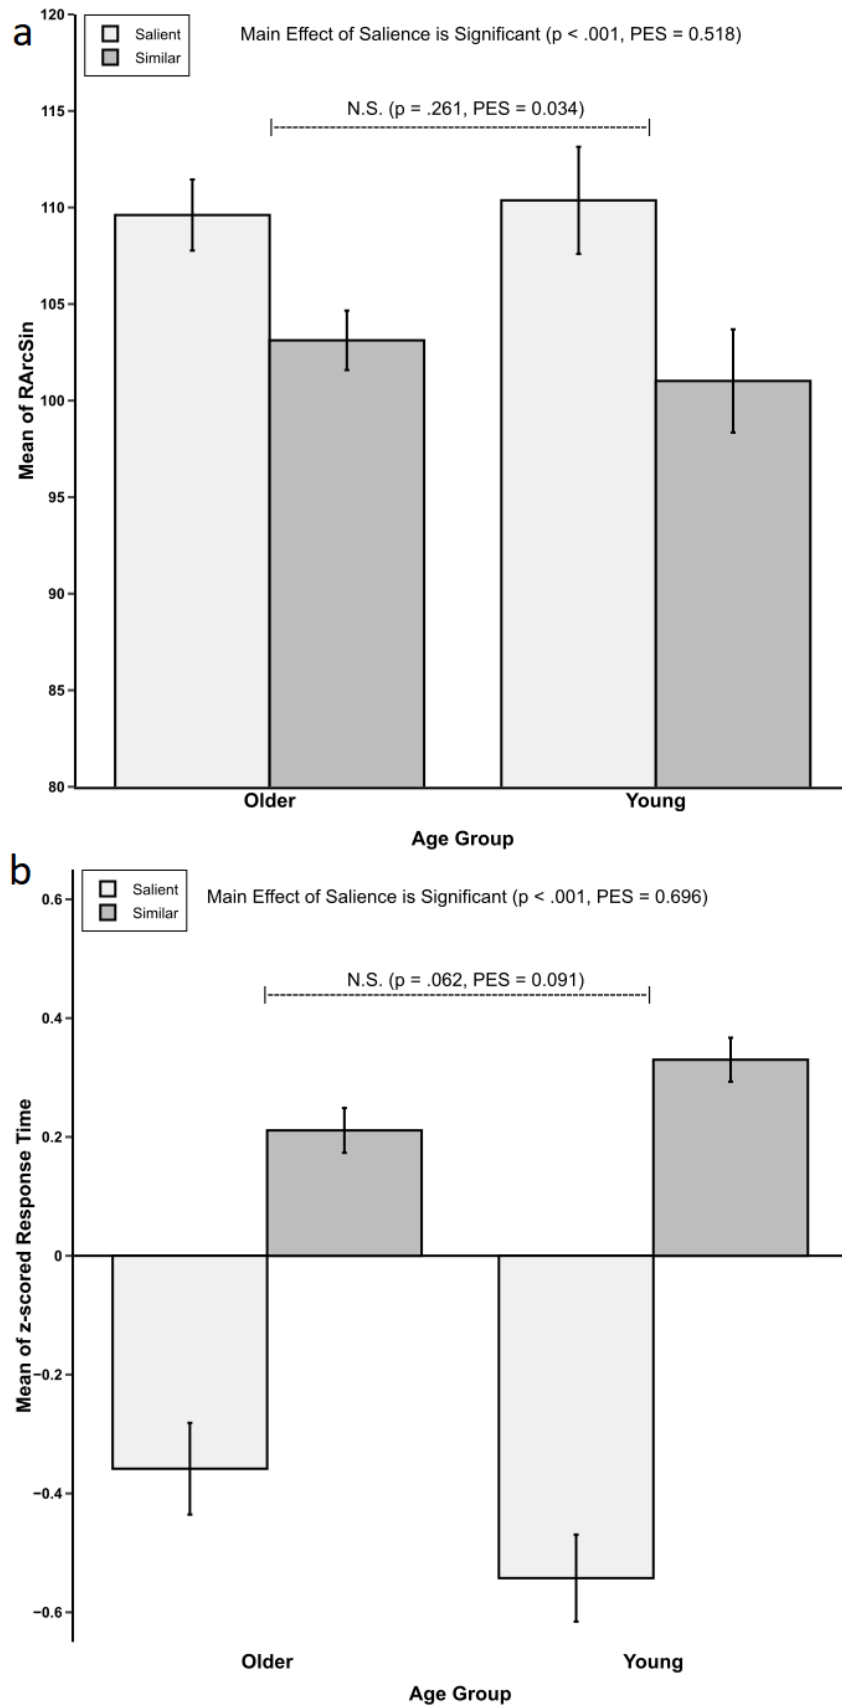 a
120
Salient
Similar
Main Effect of Salience is Significant (p < .001, PES = 0.518)
115
N.S. (p = .261, PES = 0.034)
110
105
100
95
90
85
80
Mean of RArcSin
Older
Young
Age Group
b
Salient
Similar
Main Effect of Salience is Significant (p < .001, PES = 0.696)
0.6
N.S. (p = .062, PES = 0.091)
0.4
0.2
0
−0.2
−0.4
−0.6
Mean of z-scored Response Time
Older
Young
Age Group